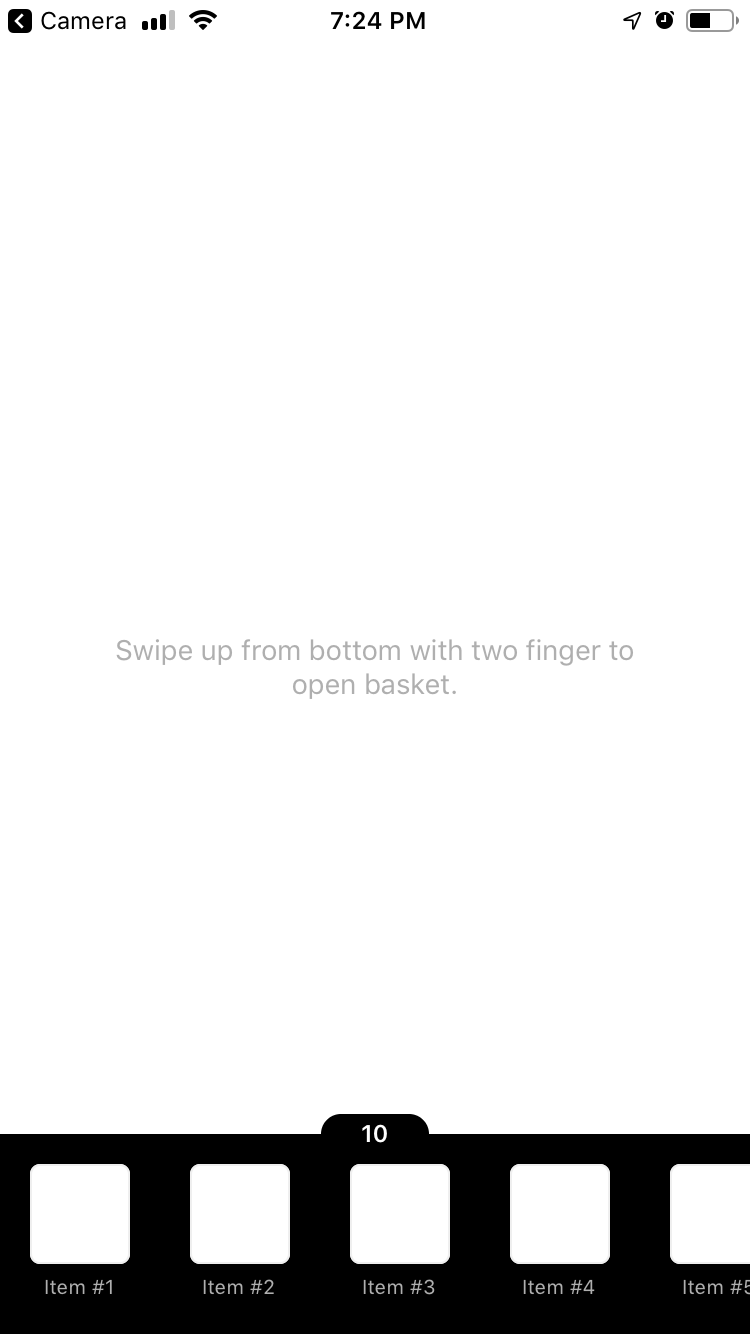 Camera 7:24 PM
Swipe up from bottom with two finger to
open basket.
10
Item #1 Item #2 Item #3 Item #4 Item #5